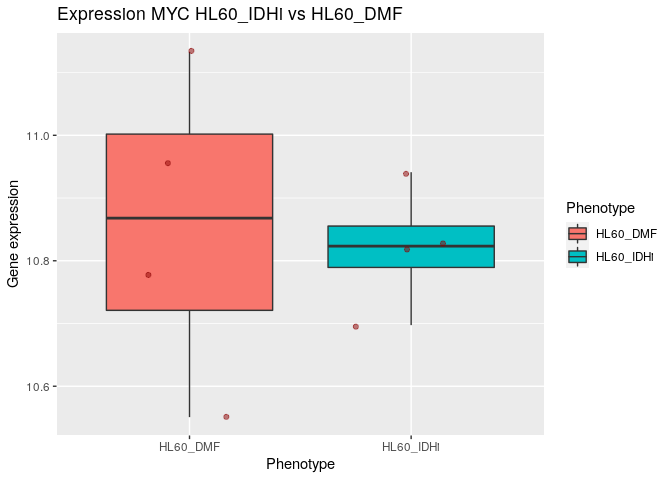 Expression MYC HL60_IDHi vs HL60_DMF
11.0
10.8
10.6
Gene expression
HL60_DMF
HL60_IDHi
Phenotype
Phenotype
HL60_DMF
HL60_IDHi